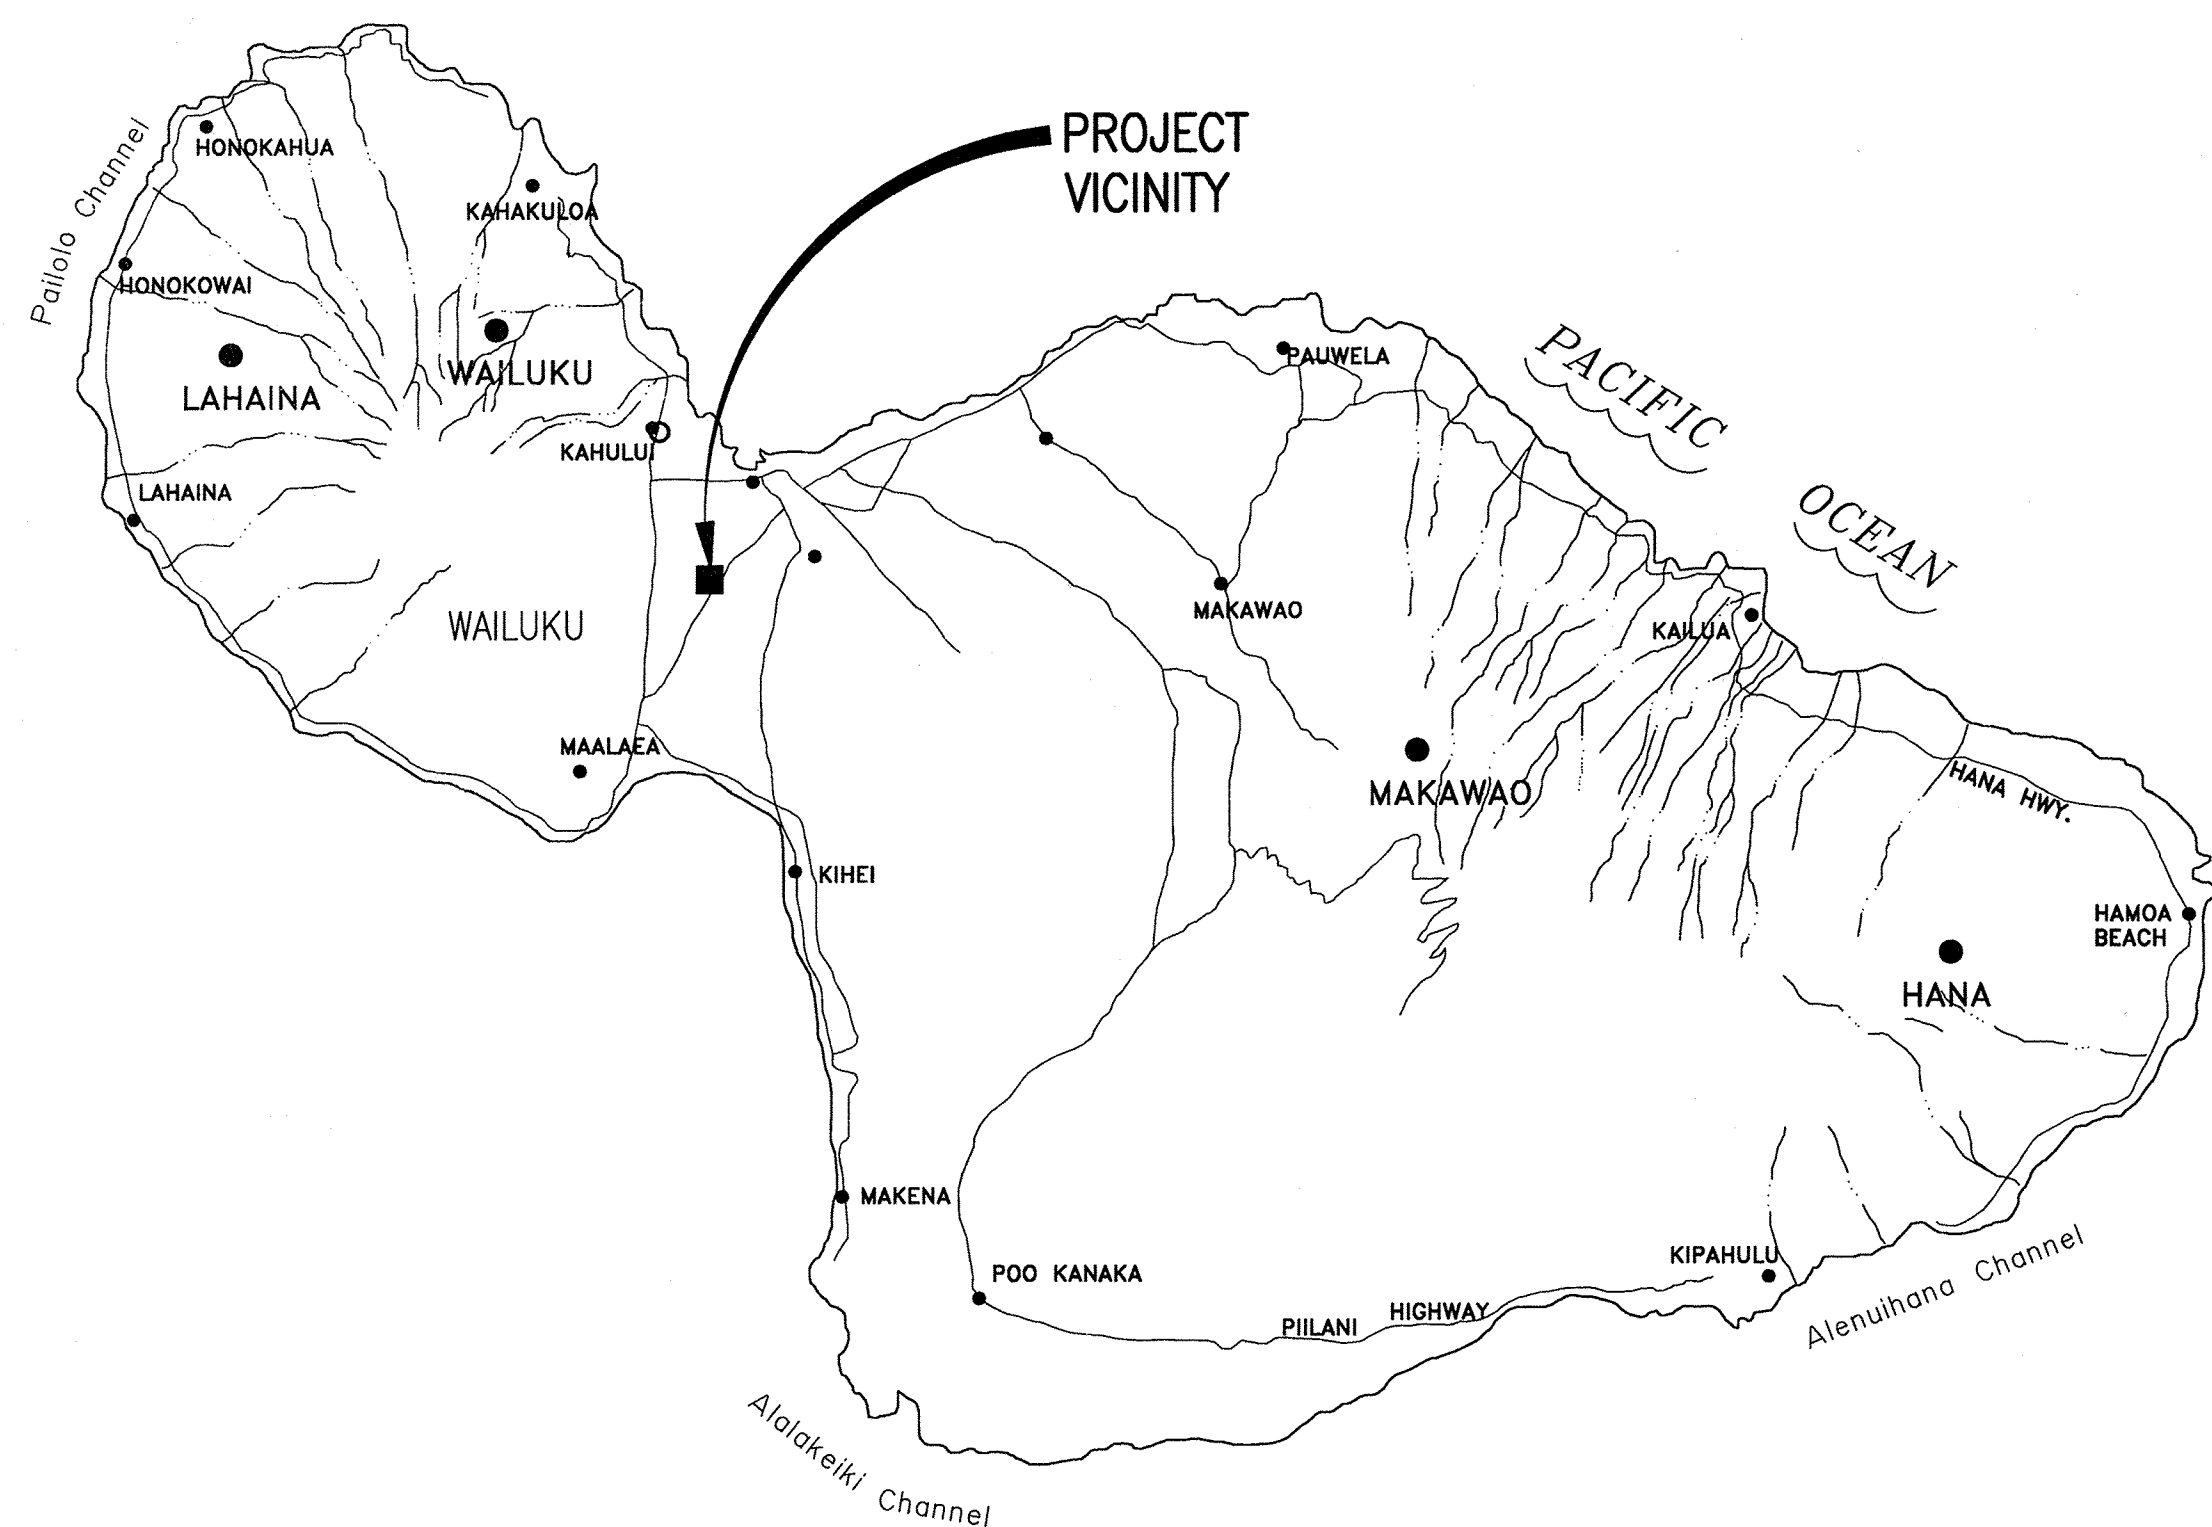 PROJECT
VICINITY
Pailolo Channel
HONOKAHUA
KAHAKULOA
HONOKOWAI
LAHAINA
WAILUKU
KAHULUI
LAHAINA
WAILUKU
MAALAEA
PAUWELA
PACIFIC
OCEAN
MAKAWAO
KAILUA
MAKAWAO
HANA HWY.
KIHEI
HAMOA
BEACH
HANA
MAKENA
POO KANAKA
PIILANI HIGHWAY
KIPAHULU
Alenuihana Channel
Alalakeiki Channel